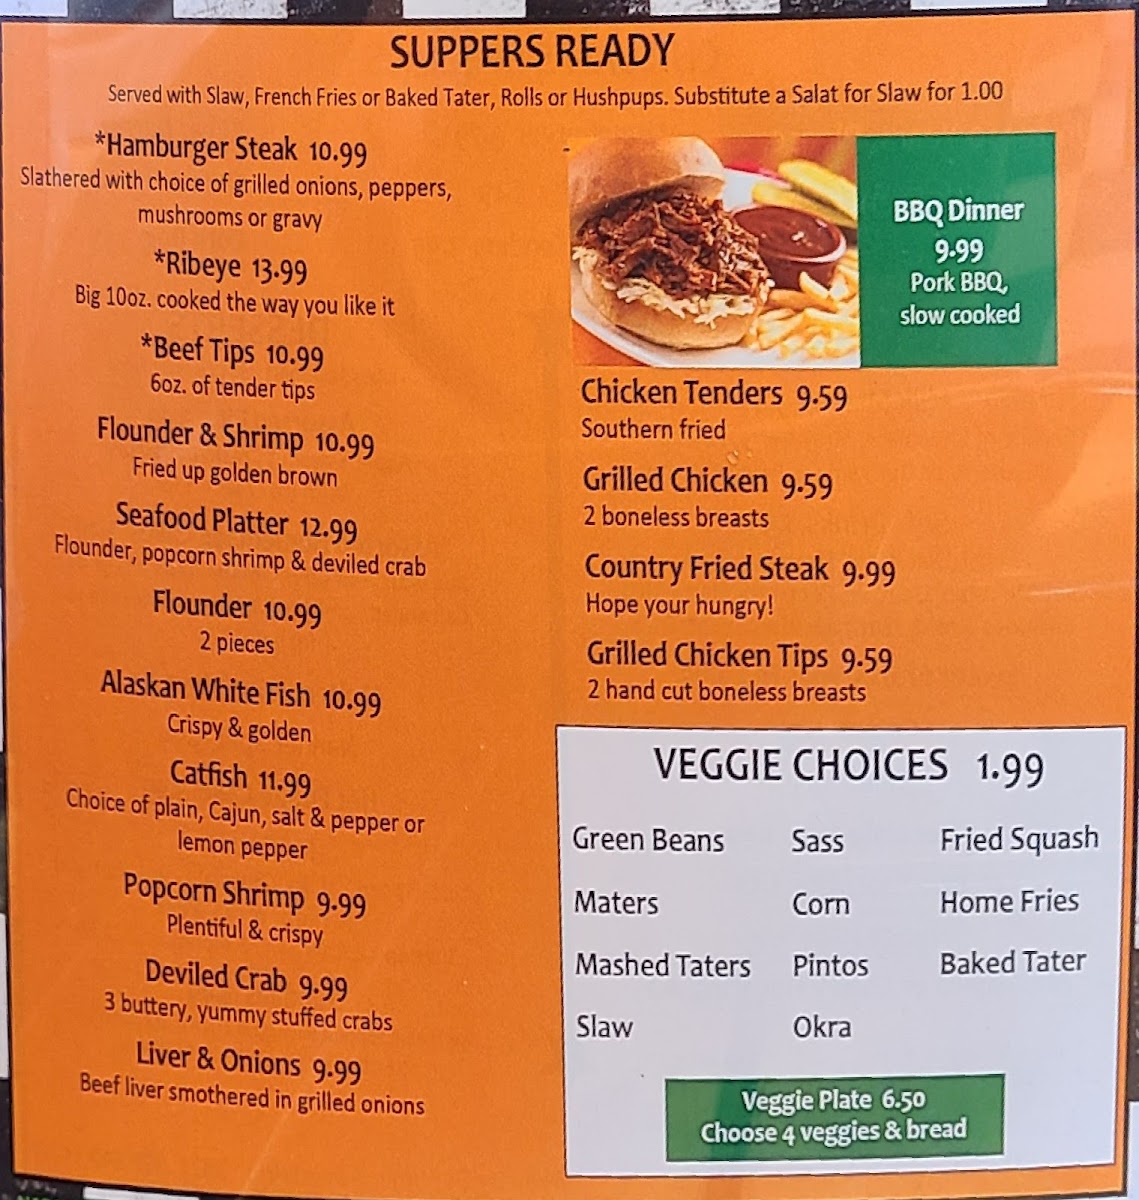 SUPPERS READY
Served with Slaw, French Fries or Baked Tater, Rolls or Hushpups. Substitute a Salat for Slaw for 1.00
*Hamburger Steak 10.99
Slathered with choice of grilled onions, peppers,
mushrooms or gravy
*Ribeye 13.99
Big 10oz. cooked the way you like it
*Beef Tips 10.99
6oz. of tender tips
Flounder & Shrimp 10.99
Fried up golden brown
Seafood Platter 12.99
Flounder, popcorn shrimp & deviled crab
Flounder 10.99
2 pieces
Alaskan White Fish 10.99
Crispy & golden
Catfish 11.99
Choice of plain, Cajun, salt & pepper or
lemon pepper
Popcorn Shrimp 9.99
Plentiful & crispy
Deviled Crab 9.99
3 buttery, yummy stuffed crabs
Liver & Onions 9.99
Beef liver smothered in grilled onions
BBQ Dinner
9.99
Pork BBQ,
slow cooked
Chicken Tenders 9.59
Southern fried
Grilled Chicken 9.59
2 boneless breasts
Country Fried Steak 9.99
Hope your hungry!
Grilled Chicken Tips 9.59
2 hand cut boneless breasts
VEGGIE CHOICES 1.99
Green Beans Sass Fried Squash
Maters Corn Home Fries
Mashed Taters Pintos Baked Tater
Slaw Okra
Veggie Plate 6.50
Choose 4 veggies & bread